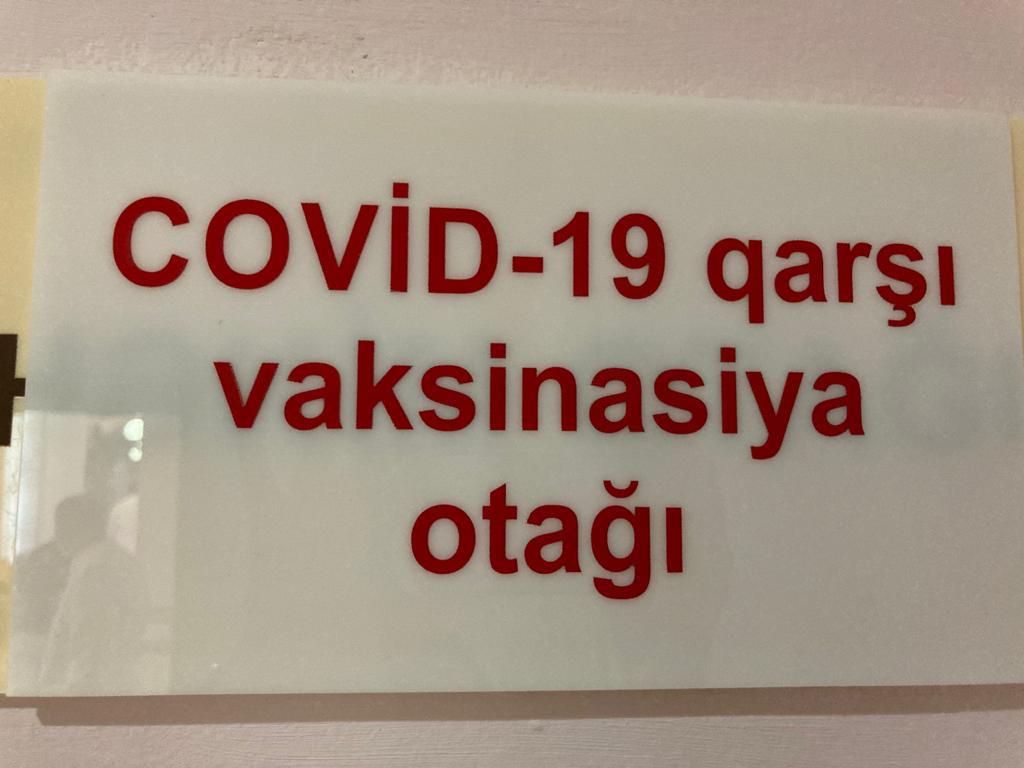 COVİD-19 qarşı
vaksinasiya
otağı